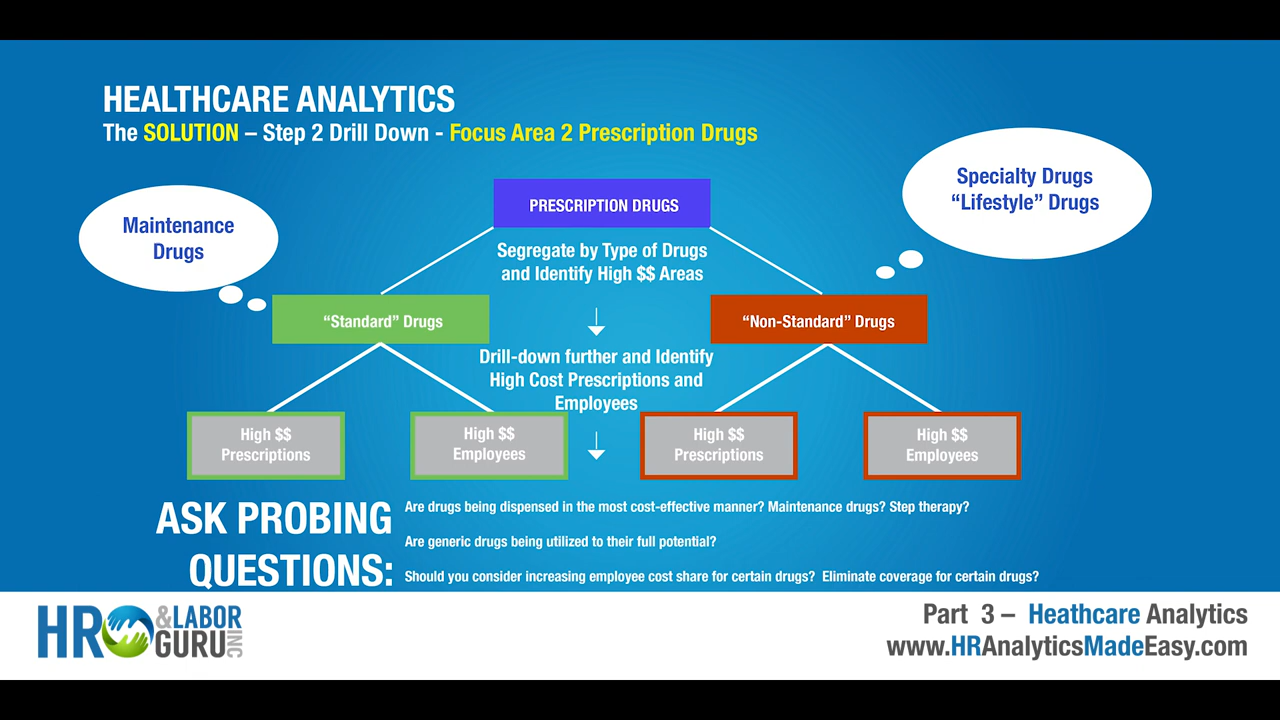 HEALTHCARE ANALYTICS
The SOLUTION – Step 2 Drill Down - Focus Area 2 Prescription Drugs
Maintenance
Drugs
Specialty Drugs
“Lifestyle” Drugs
PRESCRIPTION DRUGS
Segregate by Type of Drugs
and Identify High $$ Areas
“Standard” Drugs
“Non-Standard” Drugs
Drill-down further and Identify
High Cost Prescriptions and
Employees
High $$
Prescriptions
High $$
Employees
High $$
Prescriptions
High $$
Employees
ASK PROBING
QUESTIONS:
Are drugs being dispensed in the most cost-effective manner? Maintenance drugs? Step therapy?
Are generic drugs being utilized to their full potential?
Should you consider increasing employee cost share for certain drugs? Eliminate coverage for certain drugs?
HR & LABOR
GURU INC
Part 3 – Heathcare Analytics
www.HRAnalyticsMadeEasy.com